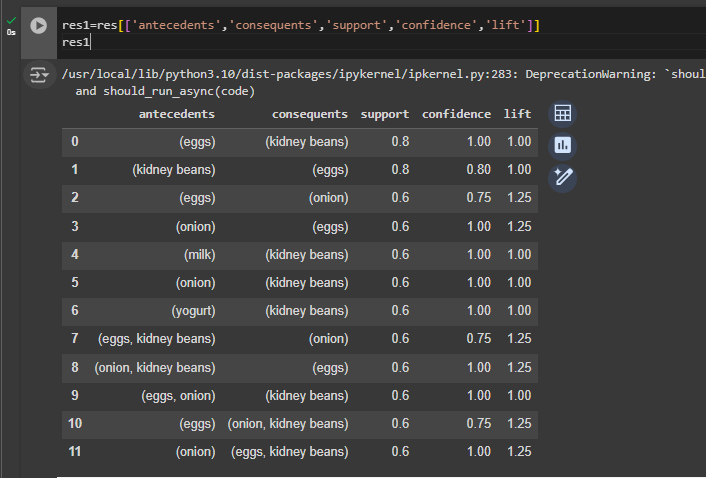 0s
res1=res[['antecedents','consequents','support','confidence','lift']]
res1
/usr/local/lib/python3.10/dist-packages/ipykernel/ipkernel.py:283: DeprecationWarning: `shoul
and should_run_async(code)
antecedents consequents support confidence lift
0 (eggs) (kidney beans) 0.8 1.00 1.00
1 (kidney beans) (eggs) 0.8 0.80 1.00
2 (eggs) (onion) 0.6 0.75 1.25
3 (onion) (eggs) 0.6 1.00 1.25
4 (milk) (kidney beans) 0.6 1.00 1.00
5 (onion) (kidney beans) 0.6 1.00 1.00
6 (yogurt) (kidney beans) 0.6 1.00 1.00
7 (eggs, kidney beans) (onion) 0.6 0.75 1.25
8 (onion, kidney beans) (eggs) 0.6 1.00 1.25
9 (eggs, onion) (kidney beans) 0.6 1.00 1.00
10 (eggs) (onion, kidney beans) 0.6 0.75 1.25
11 (onion) (eggs, kidney beans) 0.6 1.00 1.25